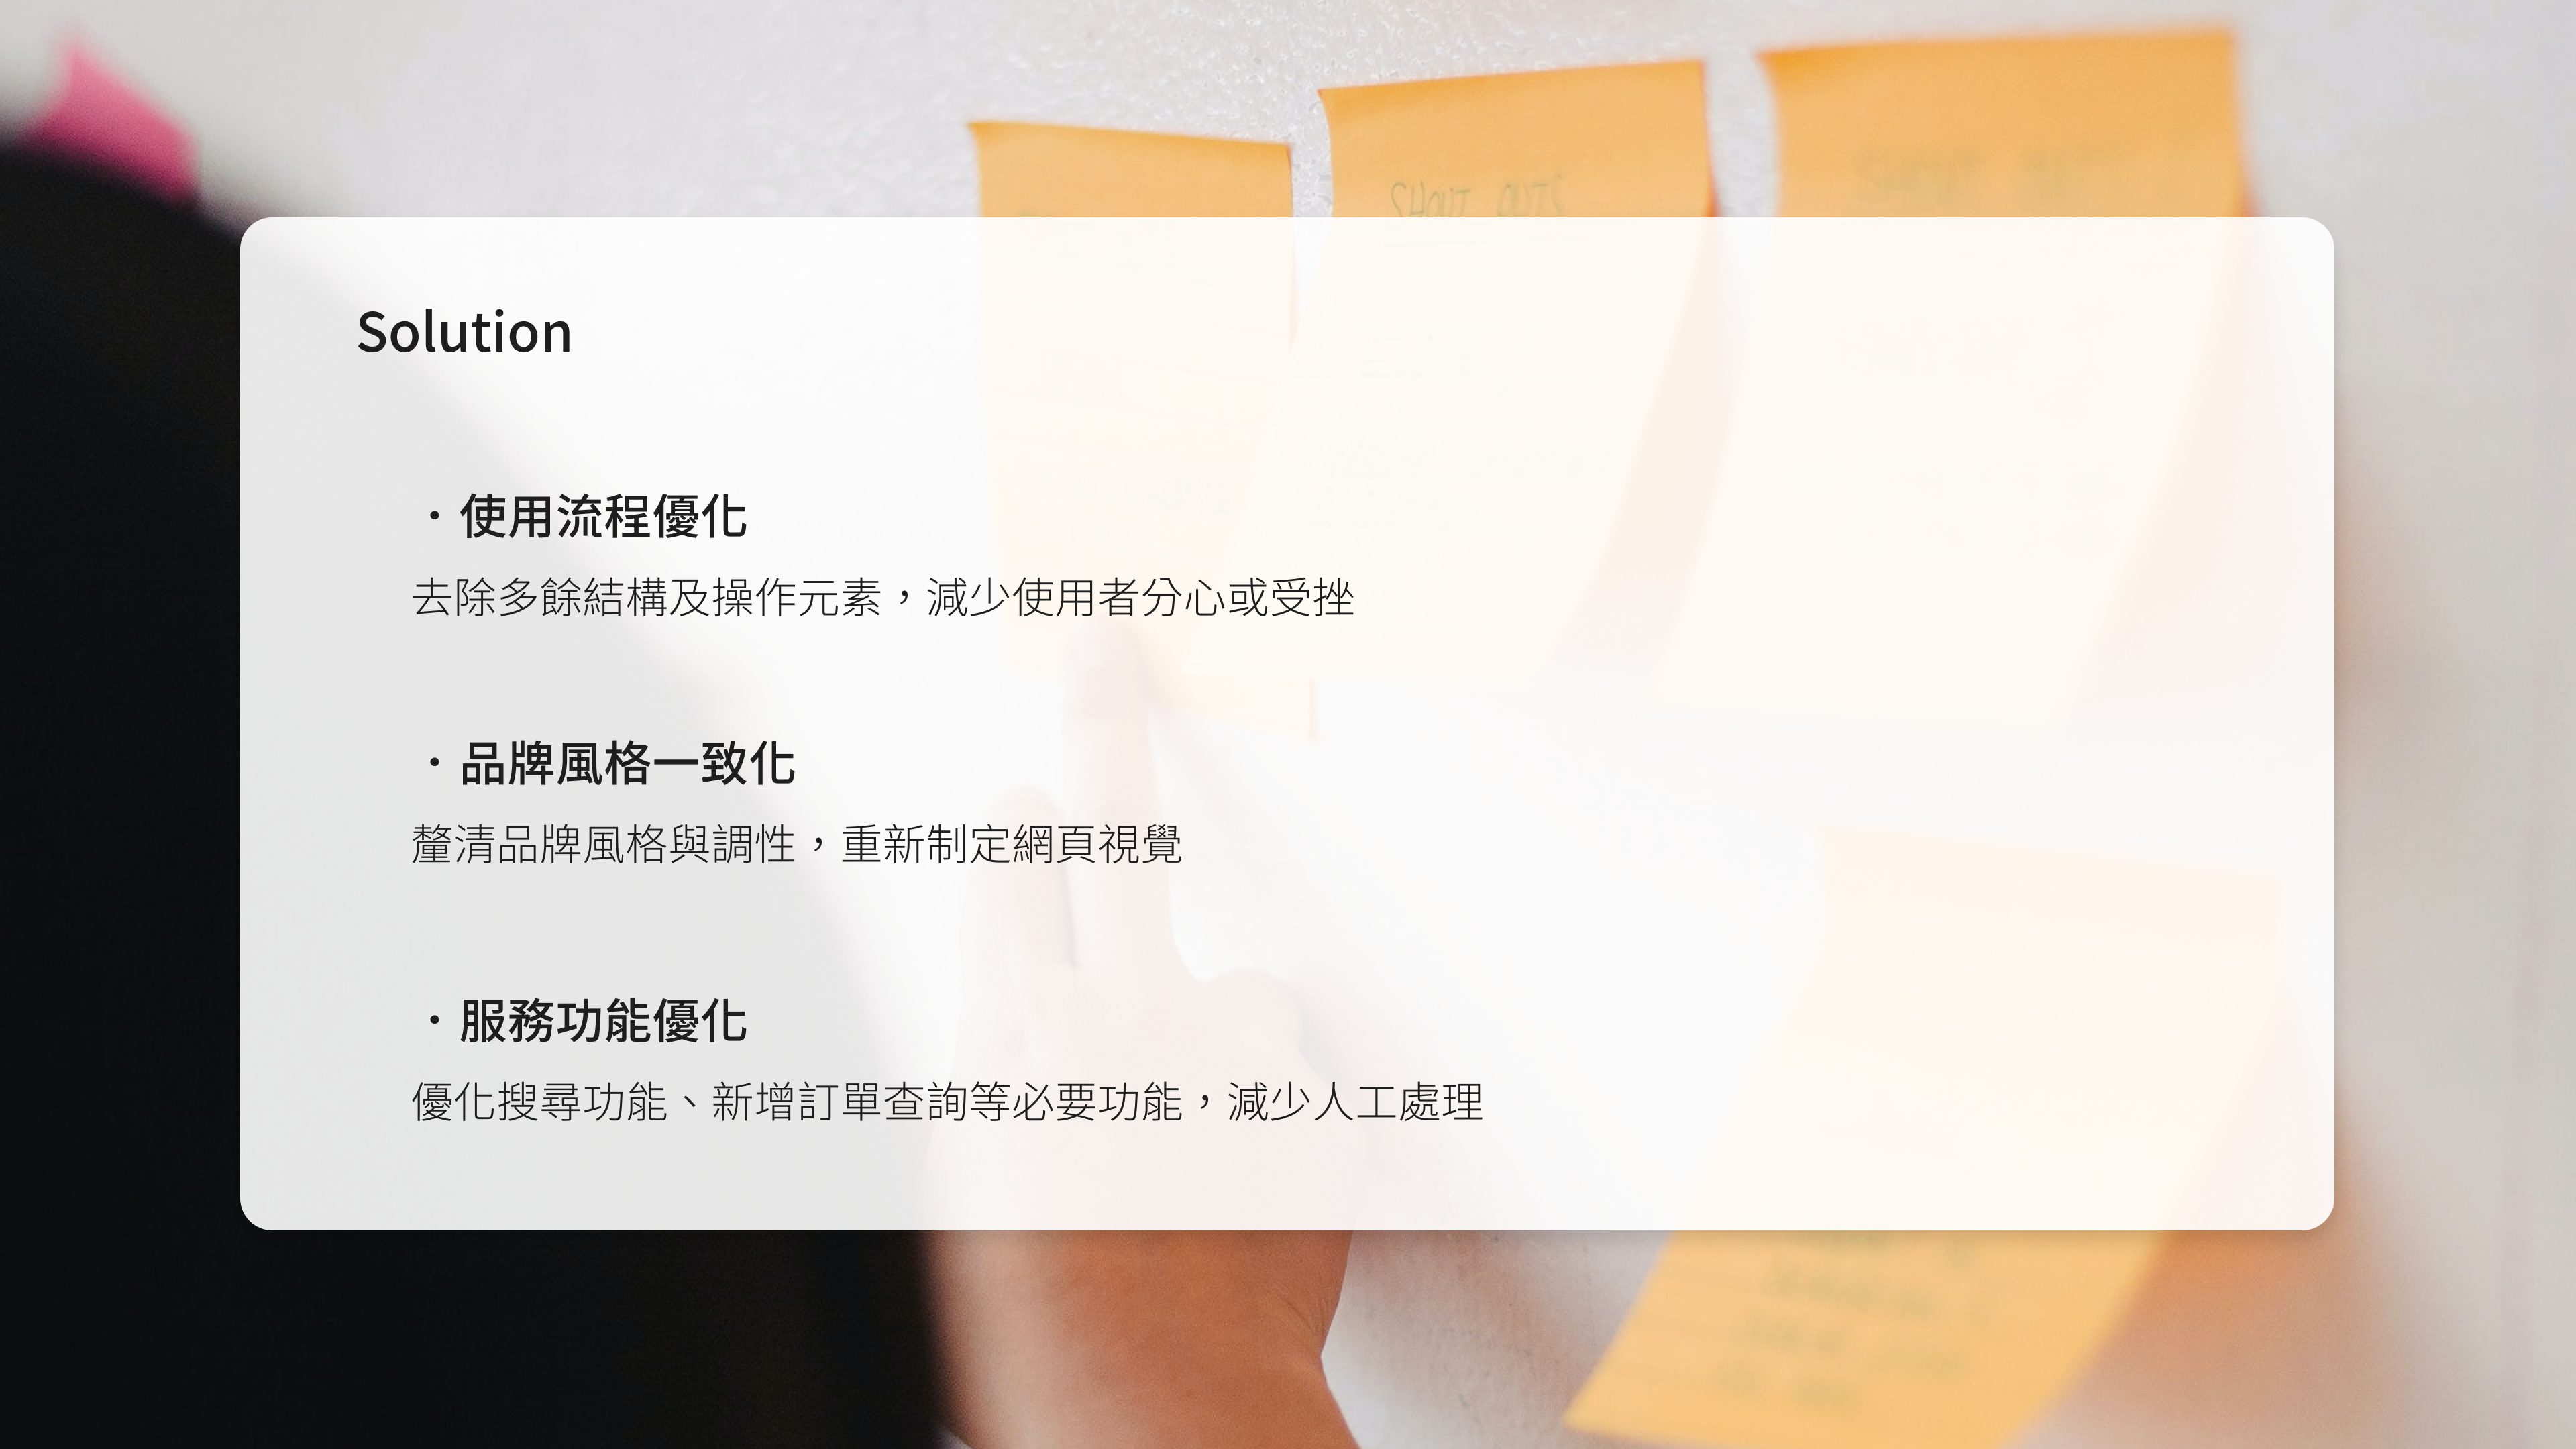 SHOUT OUTS
Solution
・使用流程優化
去除多餘結構及操作元素，減少使用者分心或受挫
・品牌風格一致化
釐清品牌風格與調性，重新制定網頁視覺
・服務功能優化
優化搜尋功能、新增訂單查詢等必要功能，減少人工處理